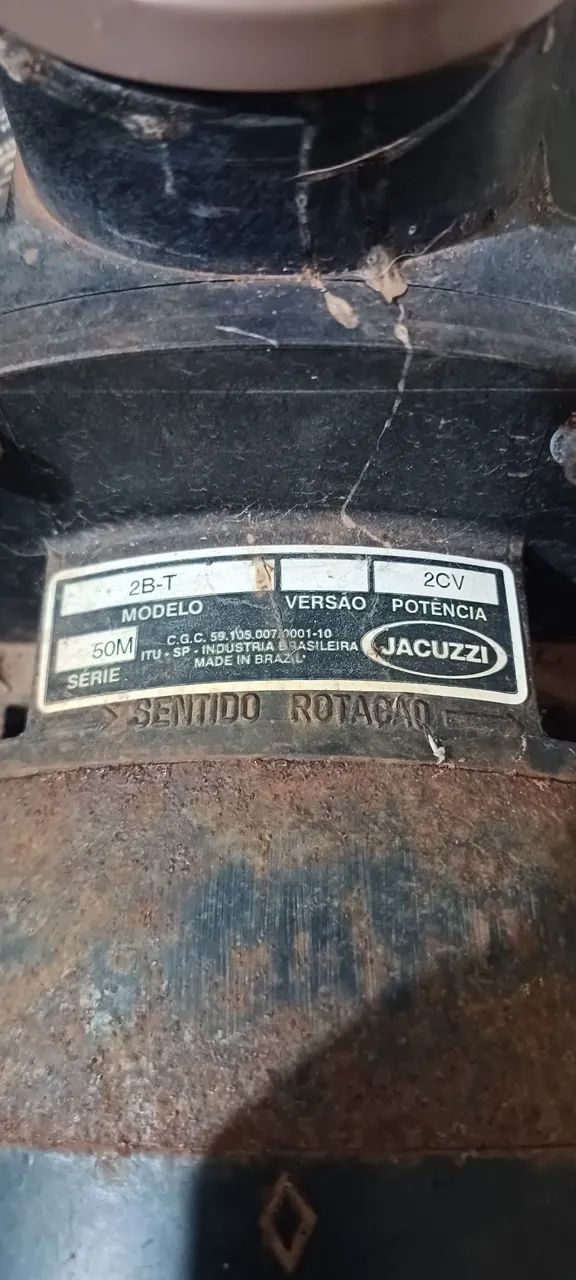 2B-T 2CV
MODELO VERSÃO POTÊNCIA
50M
SÉRIE
C.G.C. 59.105.007.0001-10
ITU - SP - INDUSTRIA BRASILEIRA
MADE IN BRAZIL
JACUZZI
SENTIDO ROTAÇÃO